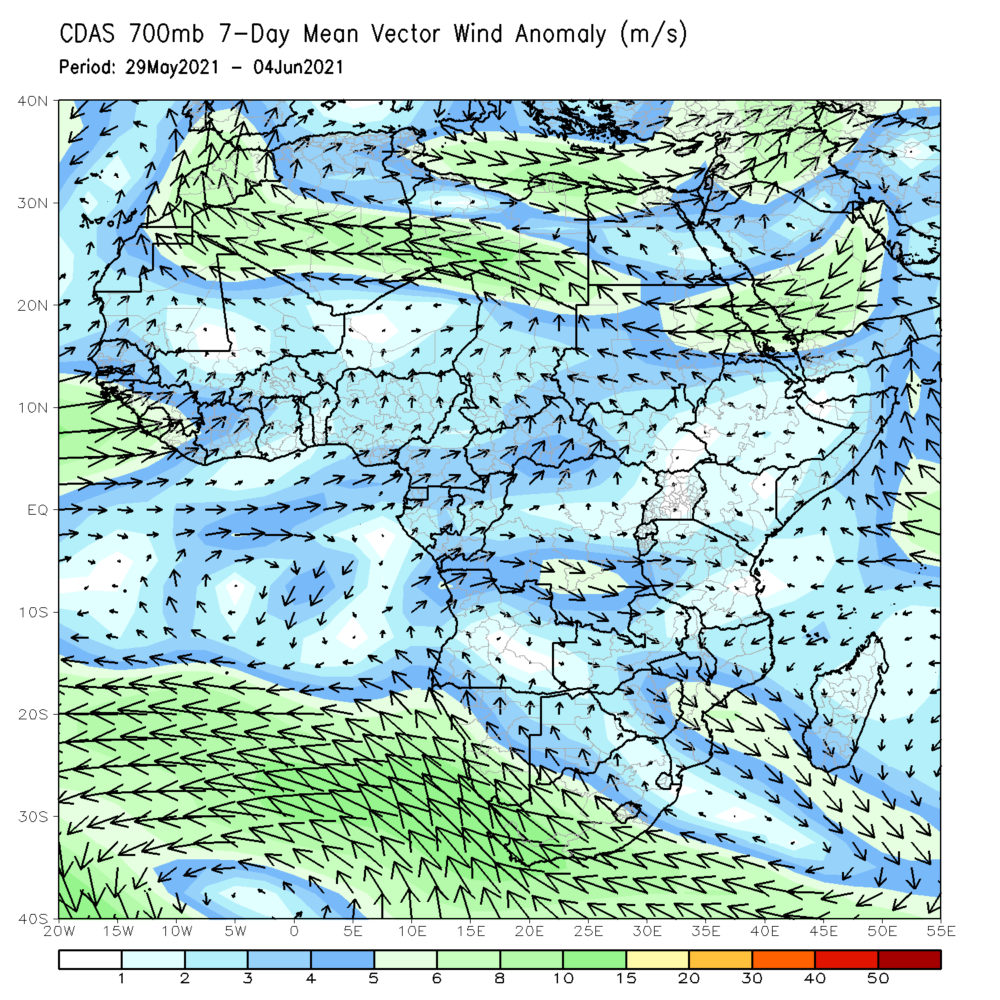 CDAS 700mb 7-Day Mean Vector Wind Anomaly (m/s)
Period: 29May2021 - 04Jun2021
40N
30N
20N
10N
EQ
10S
20S
30S
40S
20W 15W 10W 5W 0 5E 10E 15E 20E 25E 30E 35E 40E 45E 50E 55E
1 2 3 4 5 6 8 10 15 20 30 40 50